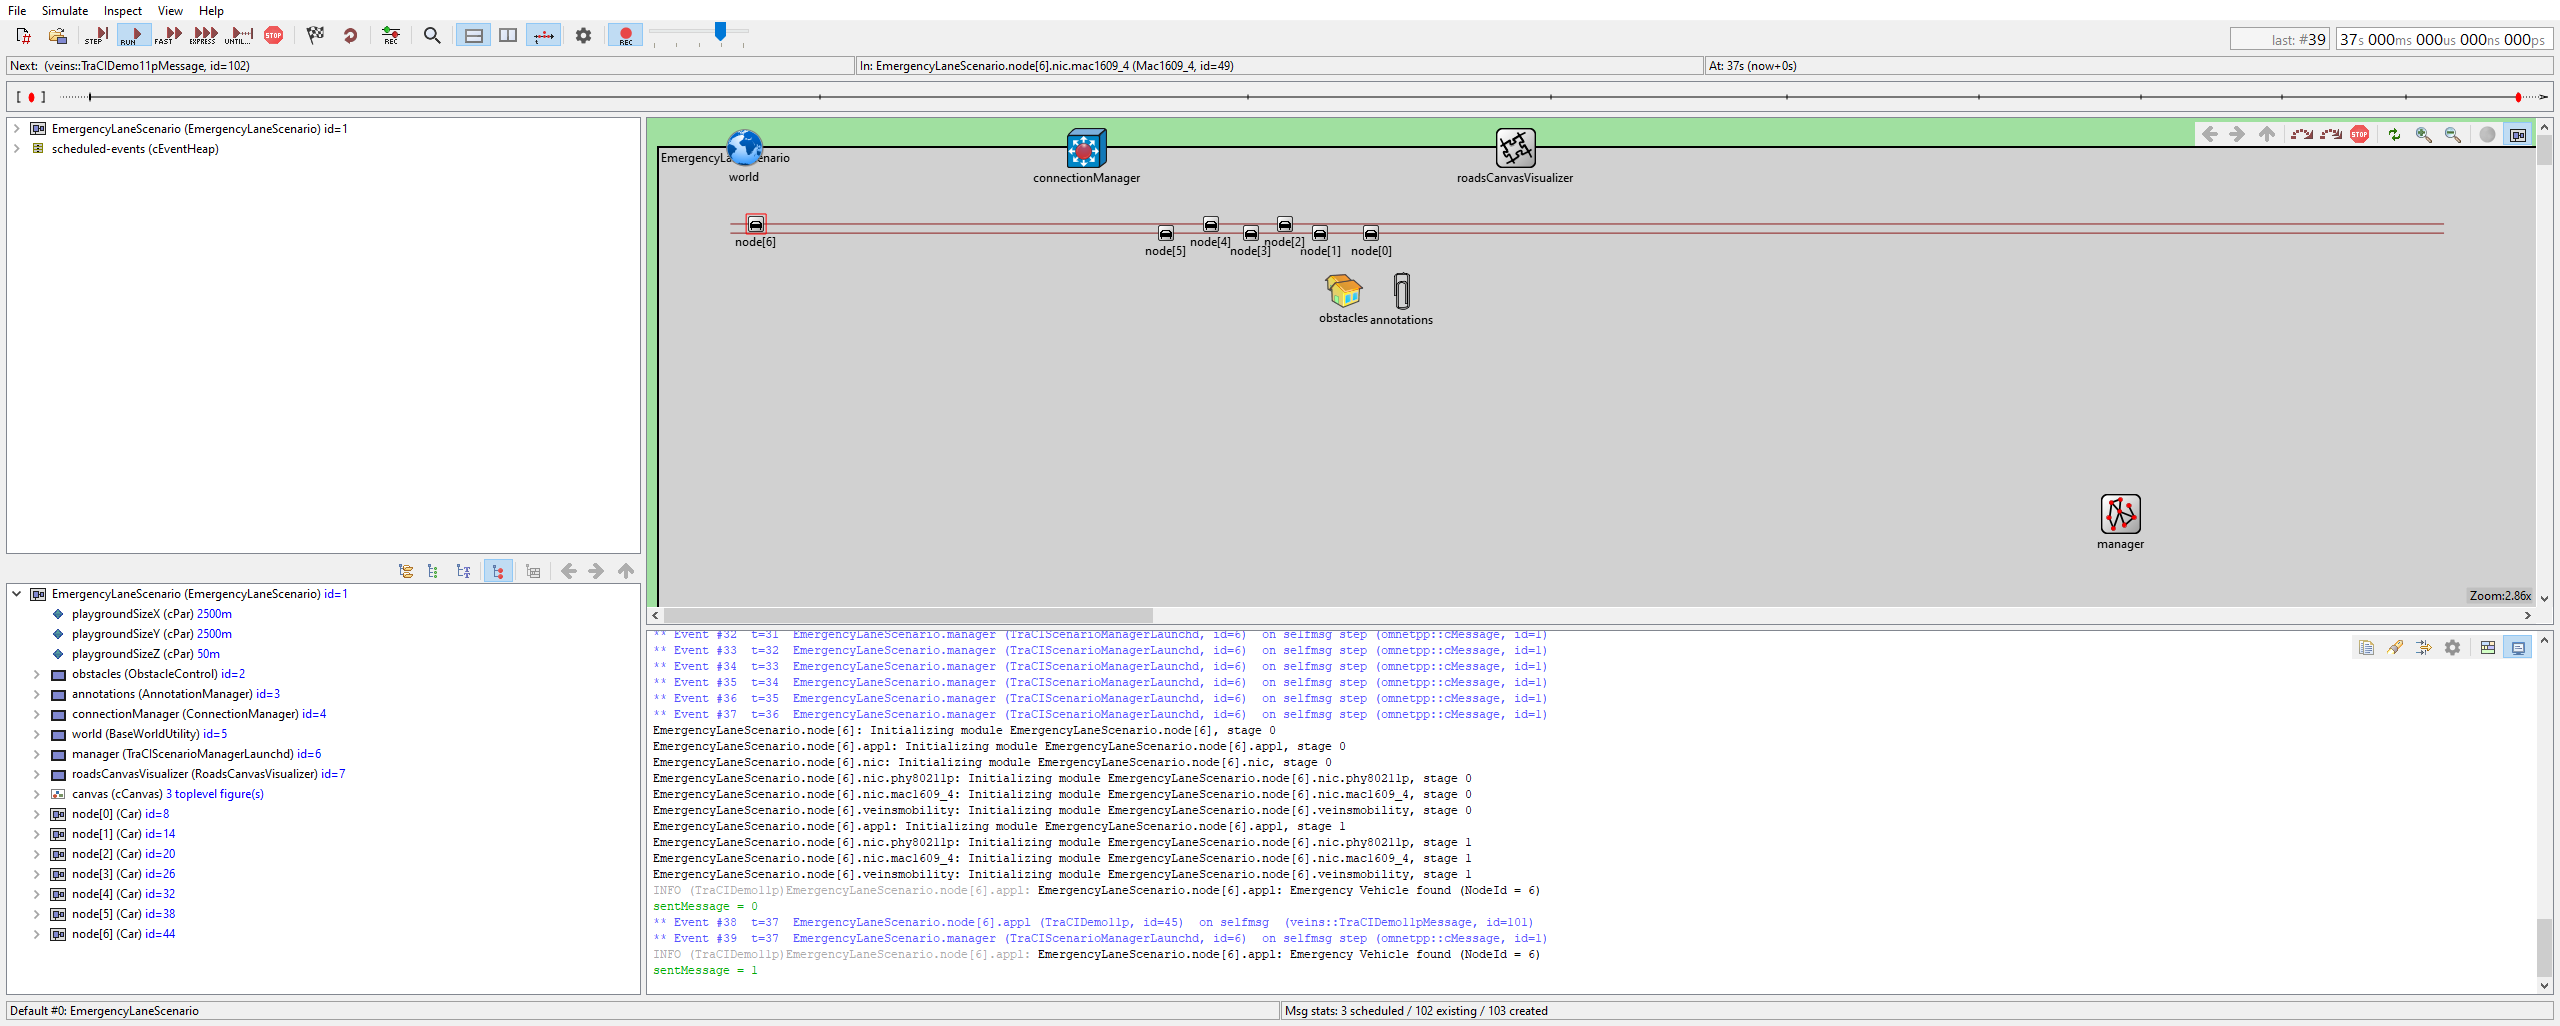 File Simulate Inspect View Help
STEP RUN FAST EXPRESS UNTIL... STOP REC REC
last: #39 37s 000ms 000us 000ns 000ps
Next: (veins::TraCIDemo11pMessage, id=102) In: EmergencyLaneScenario.node[6].nic.mac1609_4 (Mac1609_4, id=49) At: 37s (now+0s)
EmergencyLaneScenario (EmergencyLaneScenario) id=1
scheduled-events (cEventHeap)
STOP
world
connectionManager
roadsCanvasVisualizer
node[6]
node[5]
node[4]
node[3]
node[2]
node[1]
node[0]
obstacles
annotations
manager
Zoom:2.86x
EmergencyLaneScenario (EmergencyLaneScenario) id=1
playgroundSizeX (cPar) 2500m
playgroundSizeY (cPar) 2500m
playgroundSizeZ (cPar) 50m
obstacles (ObstacleControl) id=2
annotations (AnnotationManager) id=3
connectionManager (ConnectionManager) id=4
world (BaseWorldUtility) id=5
manager (TraCIScenarioManagerLaunchd) id=6
roadsCanvasVisualizer (RoadsCanvasVisualizer) id=7
canvas (cCanvas) 3 toplevel figure(s)
node[0] (Car) id=8
node[1] (Car) id=14
node[2] (Car) id=20
node[3] (Car) id=26
node[4] (Car) id=32
node[5] (Car) id=38
node[6] (Car) id=44
** Event #32 t=31 EmergencyLaneScenario.manager (TraCIScenarioManagerLaunchd, id=6) on selfmsg step (omnetpp::cMessage, id=1)
** Event #33 t=32 EmergencyLaneScenario.manager (TraCIScenarioManagerLaunchd, id=6) on selfmsg step (omnetpp::cMessage, id=1)
** Event #34 t=33 EmergencyLaneScenario.manager (TraCIScenarioManagerLaunchd, id=6) on selfmsg step (omnetpp::cMessage, id=1)
** Event #35 t=34 EmergencyLaneScenario.manager (TraCIScenarioManagerLaunchd, id=6) on selfmsg step (omnetpp::cMessage, id=1)
** Event #36 t=35 EmergencyLaneScenario.manager (TraCIScenarioManagerLaunchd, id=6) on selfmsg step (omnetpp::cMessage, id=1)
** Event #37 t=36 EmergencyLaneScenario.manager (TraCIScenarioManagerLaunchd, id=6) on selfmsg step (omnetpp::cMessage, id=1)
EmergencyLaneScenario.node[6]: Initializing module EmergencyLaneScenario.node[6], stage 0
EmergencyLaneScenario.node[6].appl: Initializing module EmergencyLaneScenario.node[6].appl, stage 0
EmergencyLaneScenario.node[6].nic: Initializing module EmergencyLaneScenario.node[6].nic, stage 0
EmergencyLaneScenario.node[6].nic.phy80211p: Initializing module EmergencyLaneScenario.node[6].nic.phy80211p, stage 0
EmergencyLaneScenario.node[6].nic.mac1609_4: Initializing module EmergencyLaneScenario.node[6].nic.mac1609_4, stage 0
EmergencyLaneScenario.node[6].veinsmobility: Initializing module EmergencyLaneScenario.node[6].veinsmobility, stage 0
EmergencyLaneScenario.node[6].appl: Initializing module EmergencyLaneScenario.node[6].appl, stage 1
EmergencyLaneScenario.node[6].nic.phy80211p: Initializing module EmergencyLaneScenario.node[6].nic.phy80211p, stage 1
EmergencyLaneScenario.node[6].nic.mac1609_4: Initializing module EmergencyLaneScenario.node[6].nic.mac1609_4, stage 1
EmergencyLaneScenario.node[6].veinsmobility: Initializing module EmergencyLaneScenario.node[6].veinsmobility, stage 1
INFO (TraCIDemo11p)EmergencyLaneScenario.node[6].appl: EmergencyLaneScenario.node[6].appl: Emergency Vehicle found (NodeId = 6)
sentMessage = 0
** Event #38 t=37 EmergencyLaneScenario.node[6].appl (TraCIDemo11p, id=45) on selfmsg (veins::TraCIDemo11pMessage, id=101)
** Event #39 t=37 EmergencyLaneScenario.manager (TraCIScenarioManagerLaunchd, id=6) on selfmsg step (omnetpp::cMessage, id=1)
INFO (TraCIDemo11p)EmergencyLaneScenario.node[6].appl: EmergencyLaneScenario.node[6].appl: Emergency Vehicle found (NodeId = 6)
sentMessage = 1
Default #0: EmergencyLaneScenario Msg stats: 3 scheduled / 102 existing / 103 created